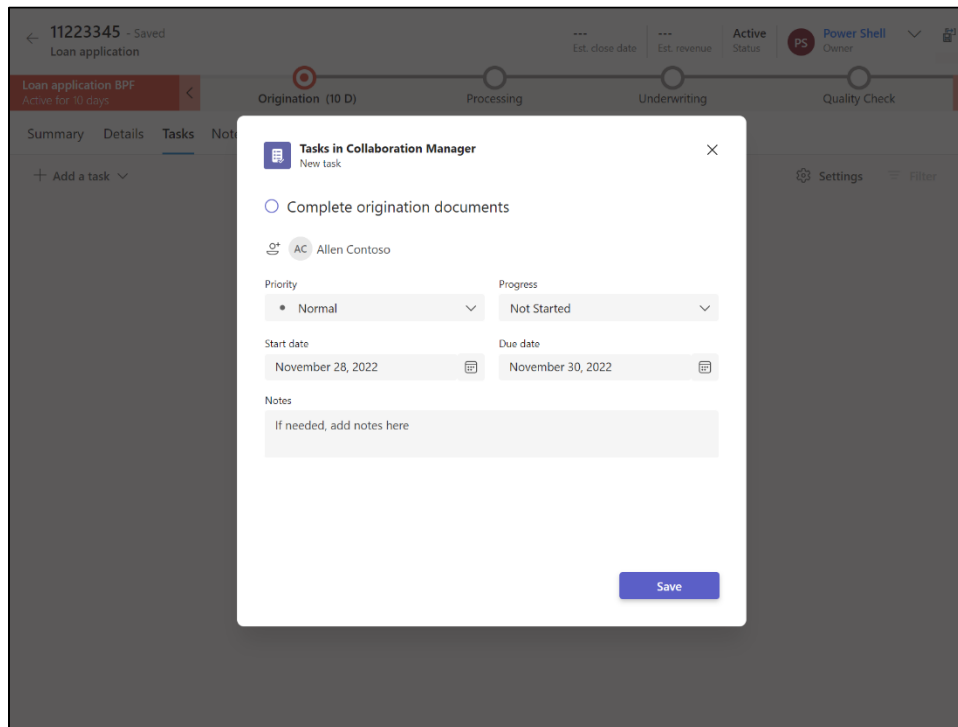 11223345 - Saved
Loan application
---
Est. close date
---
Est. revenue
Active
Status
PS
Power Shell
Owner
Loan application BPF
Active for 10 days
Origination (10 D)
Processing
Underwriting
Quality Check
Summary Details Tasks Not
Add a task
Settings
Filter
Tasks in Collaboration Manager
New task
Complete origination documents
AC Allen Contoso
Priority
Normal
Progress
Not Started
Start date
November 28, 2022
Due date
November 30, 2022
Notes
If needed, add notes here
Save